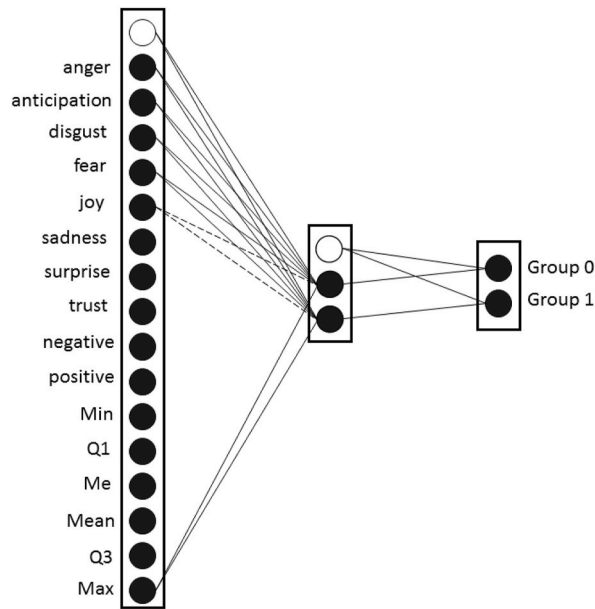 anger
anticipation
disgust
fear
joy
sadness
surprise
trust
negative
positive
Min
Q1
Me
Mean
Q3
Max
Group 0
Group 1